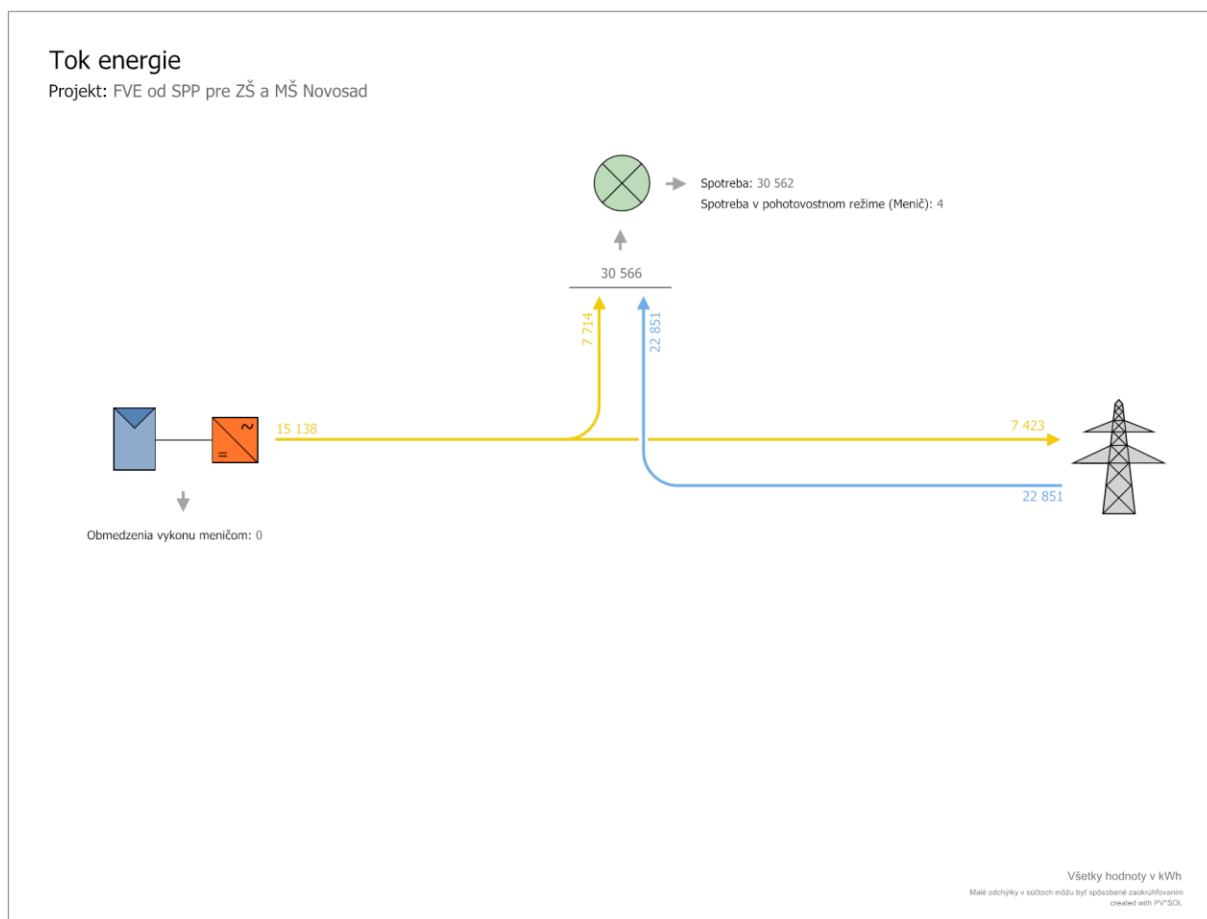 Tok energie
Projekt: FVE od SPP pre ZŠ a MŠ Novosad
Spotreba: 30 562
Spotreba v pohotovostnom režime (Menič): 4
30 566
7 714
22 851
15 138
7 423
22 851
Obmedzenia vykonu meničom: 0
Všetky hodnoty v kWh
Malé odchýlky v súčtoch môžu byť spôsobené zaokrúhľovaním
created with PV*SOL